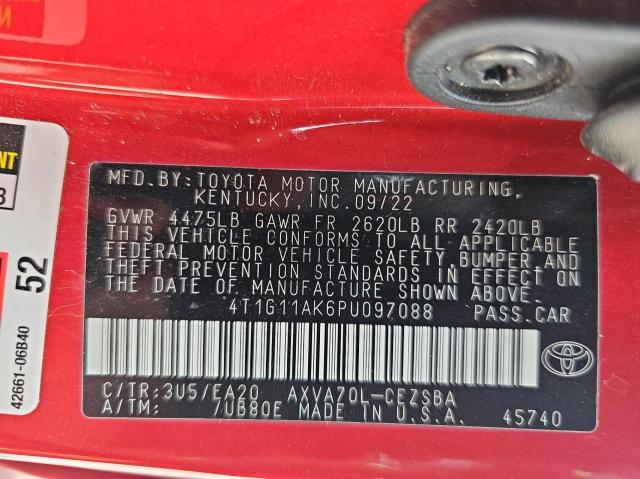 MFD.BY:TOYOTA MOTOR MANUFACTURING,
KENTUCKY, INC.09/22
GVWR 4475LB GAWR FR 2620LB RR 2420LB
THIS VEHICLE CONFORMS TO ALL APPLICABLE
FEDERAL MOTOR VEHICLE SAFETY, BUMPER AND
THEFT PREVENTION STANDARDS IN EFFECT ON
THE DATE OF MANUFACTURE SHOWN ABOVE.
4T1G11AK6PU097088 PASS.CAR
C/TR:3U5/EA20 AXVA70L-CEZSBA
A/TM: /UB80E MADE IN U.S.A. 45740
52
42661-06B40